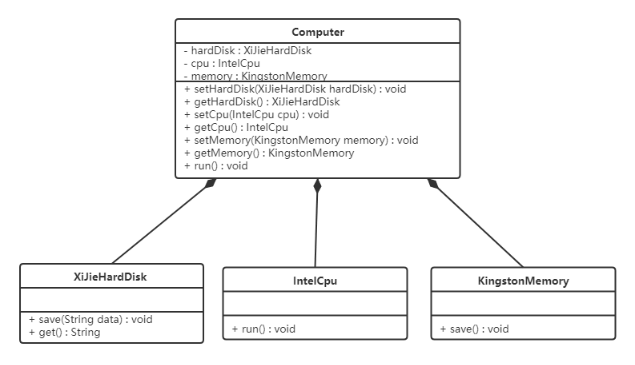 Computer
- hardDisk : XiJieHardDisk
- cpu : IntelCpu
- memory : KingstonMemory
+ setHardDisk(XiJieHardDisk hardDisk) : void
+ getHardDisk() : XiJieHardDisk
+ setCpu(IntelCpu cpu) : void
+ getCpu() : IntelCpu
+ setMemory(KingstonMemory memory) : void
+ getMemory() : KingstonMemory
+ run() : void
XiJieHardDisk
+ save(String data) : void
+ get() : String
IntelCpu
+ run() : void
KingstonMemory
+ save() : void